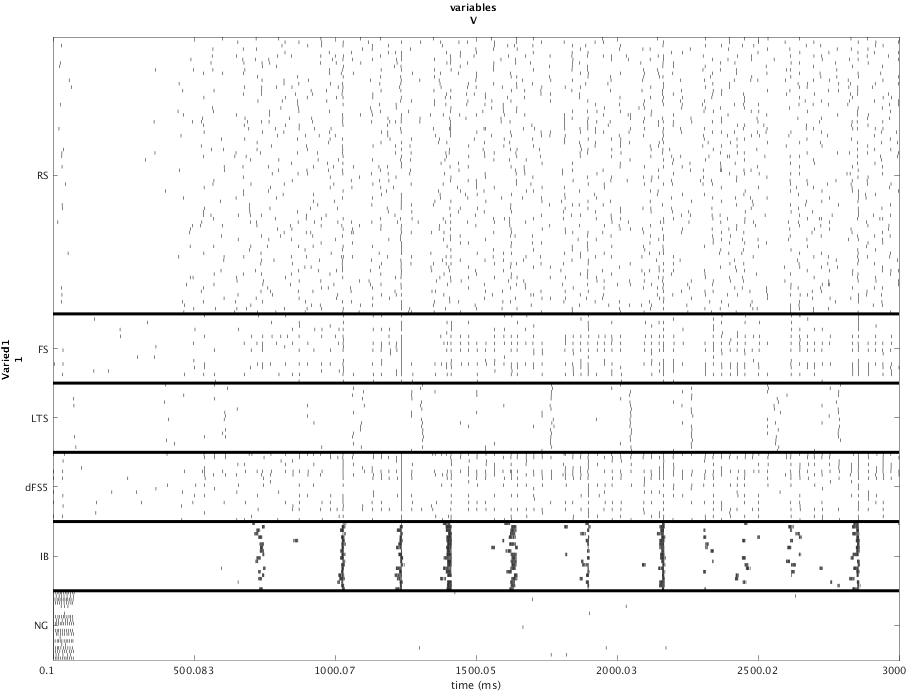 variables
V
Varied1
1
RS
FS
LTS
dFS5
IB
NG
0.1 500.083 1000.07 1500.05 2000.03 2500.02 3000
time (ms)